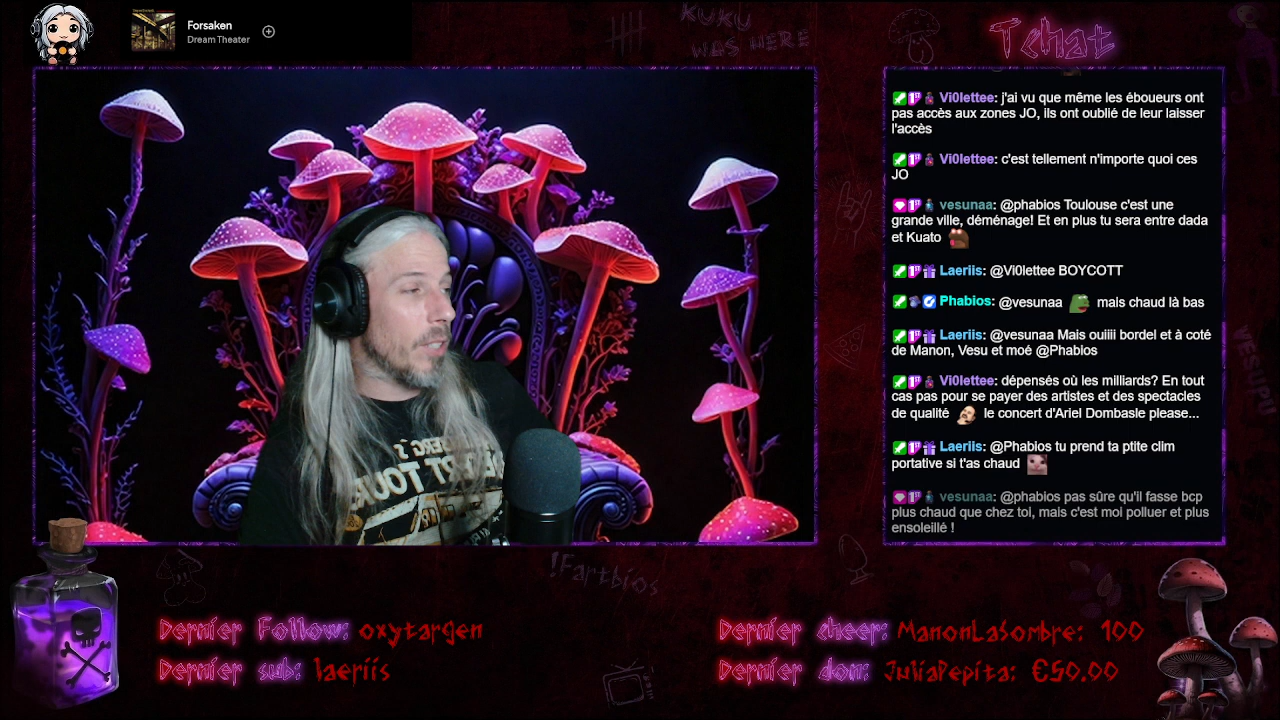 Forsaken
Dream Theater
KUKU
WAS HERE
Tchat
Vi0lettee: j'ai vu que même les éboueurs ont
pas accès aux zones JO, ils ont oublié de leur laisser
l'accès
Vi0lettee: c'est tellement n'importe quoi ces
JO
vesunaa: @phabios Toulouse c'est une
grande ville, déménage! Et en plus tu sera entre dada
et Kuato
Laeriis: @Vi0lettee BOYCOTT
Phabios: @vesunaa mais chaud là bas
Laeriis: @vesunaa Mais ouiiii bordel et à coté
de Manon, Vesu et moé @Phabios
Vi0lettee: dépensés où les milliards? En tout
cas pas pour se payer des artistes et des spectacles
de qualité le concert d'Ariel Dombasle please...
Laeriis: @Phabios tu prend ta ptite clim
portative si t'as chaud
vesunaa: @phabios pas sûre qu'il fasse bcp
plus chaud que chez toi, mais c'est moi polluer et plus
ensoleillé !
!Fartbios
Dernier Follow: oxytargen
Dernier sub: laeriis
Dernier cheer: ManonLaSombre: 100
Dernier don: JuliaPepita: €50.00